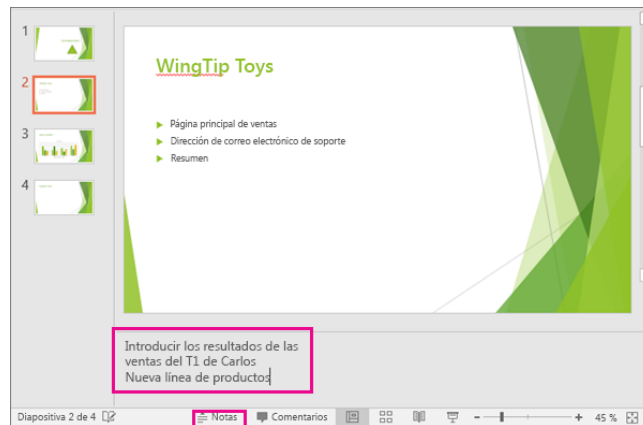 1
2
3
4
WingTip Toys
Página principal de ventas
Dirección de correo electrónico de soporte
Resumen
Introducir los resultados de las
ventas del T1 de Carlos
Nueva línea de productos
Diapositiva 2 de 4 Notas Comentarios 45 %